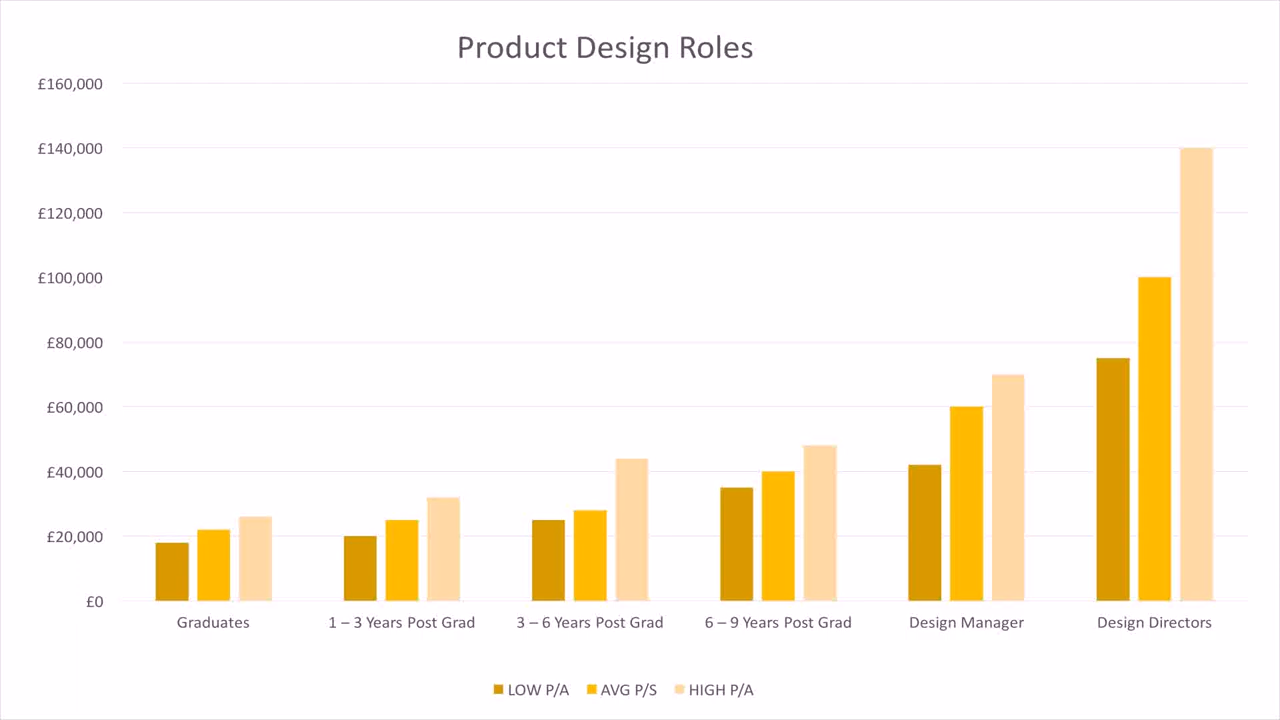 Product Design Roles
£160,000
£140,000
£120,000
£100,000
£80,000
£60,000
£40,000
£20,000
£0
Graduates
1 – 3 Years Post Grad
3 – 6 Years Post Grad
6 – 9 Years Post Grad
Design Manager
Design Directors
LOW P/A
AVG P/S
HIGH P/A